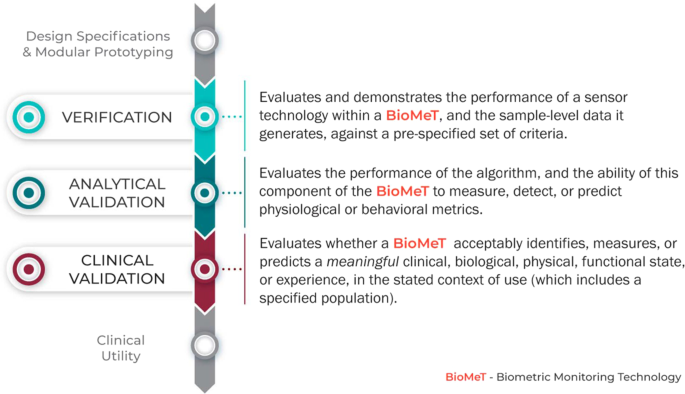 Design Specifications
& Modular Prototyping
VERIFICATION
Evaluates and demonstrates the performance of a sensor
technology within a BioMeT, and the sample-level data it
generates, against a pre-specified set of criteria.
ANALYTICAL
VALIDATION
Evaluates the performance of the algorithm, and the ability of this
component of the BioMeT to measure, detect, or predict
physiological or behavioral metrics.
CLINICAL
VALIDATION
Evaluates whether a BioMeT acceptably identifies, measures, or
predicts a meaningful clinical, biological, physical, functional state,
or experience, in the stated context of use (which includes a
specified population).
Clinical
Utility
BioMeT - Biometric Monitoring Technology